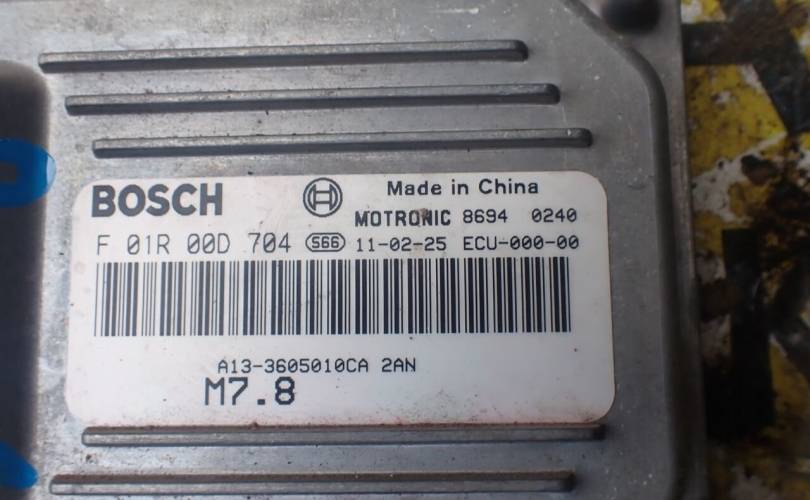 BOSCH Made in China
MOTRONIC 8694 0240
F 01R 00D 704 S66 11-02-25 ECU-000-00
A13-3605010CA 2AN
M7.8